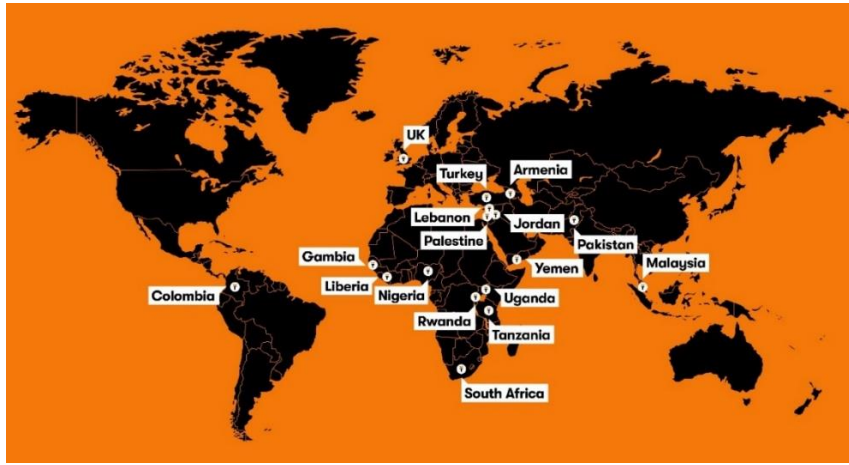 UK
Turkey
Armenia
Lebanon
Jordan
Palestine
Pakistan
Gambia
Yemen
Malaysia
Liberia
Nigeria
Colombia
Uganda
Rwanda
Tanzania
South Africa